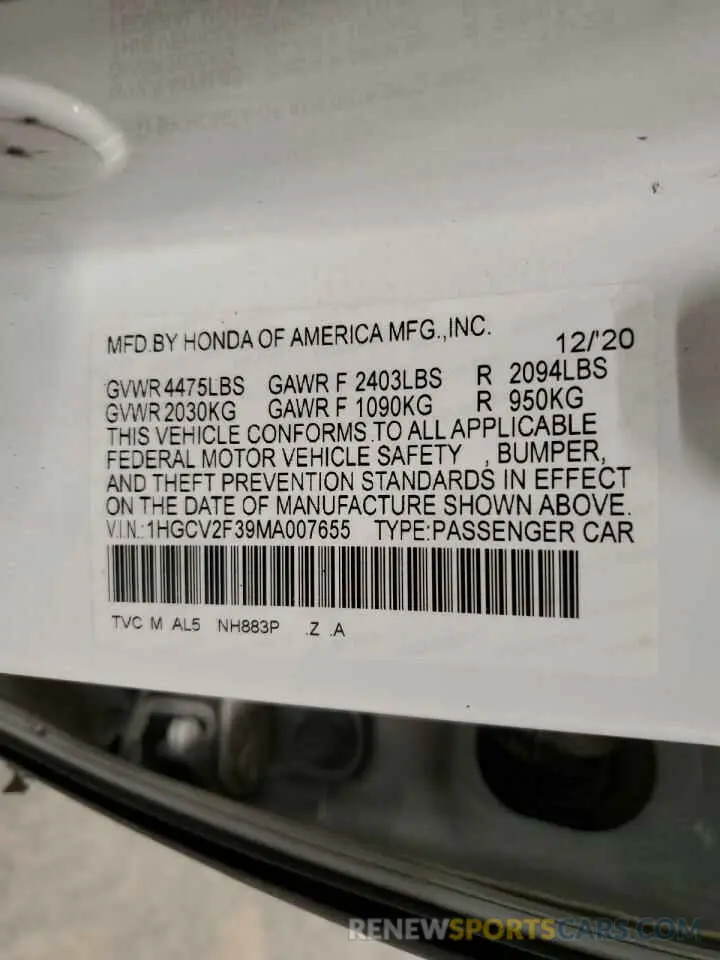 MFD.BY HONDA OF AMERICA MFG.,INC. 12/'20
GVWR 4475LBS GAWR F 2403LBS R 2094LBS
GVWR 2030KG GAWR F 1090KG R 950KG
THIS VEHICLE CONFORMS TO ALL APPLICABLE
FEDERAL MOTOR VEHICLE SAFETY , BUMPER,
AND THEFT PREVENTION STANDARDS IN EFFECT
ON THE DATE OF MANUFACTURE SHOWN ABOVE.
V.I.N.:1HGCV2F39MA007655 TYPE:PASSENGER CAR
TVC M AL5 NH883P .Z .A
RENEWSPORTSCARS.COM